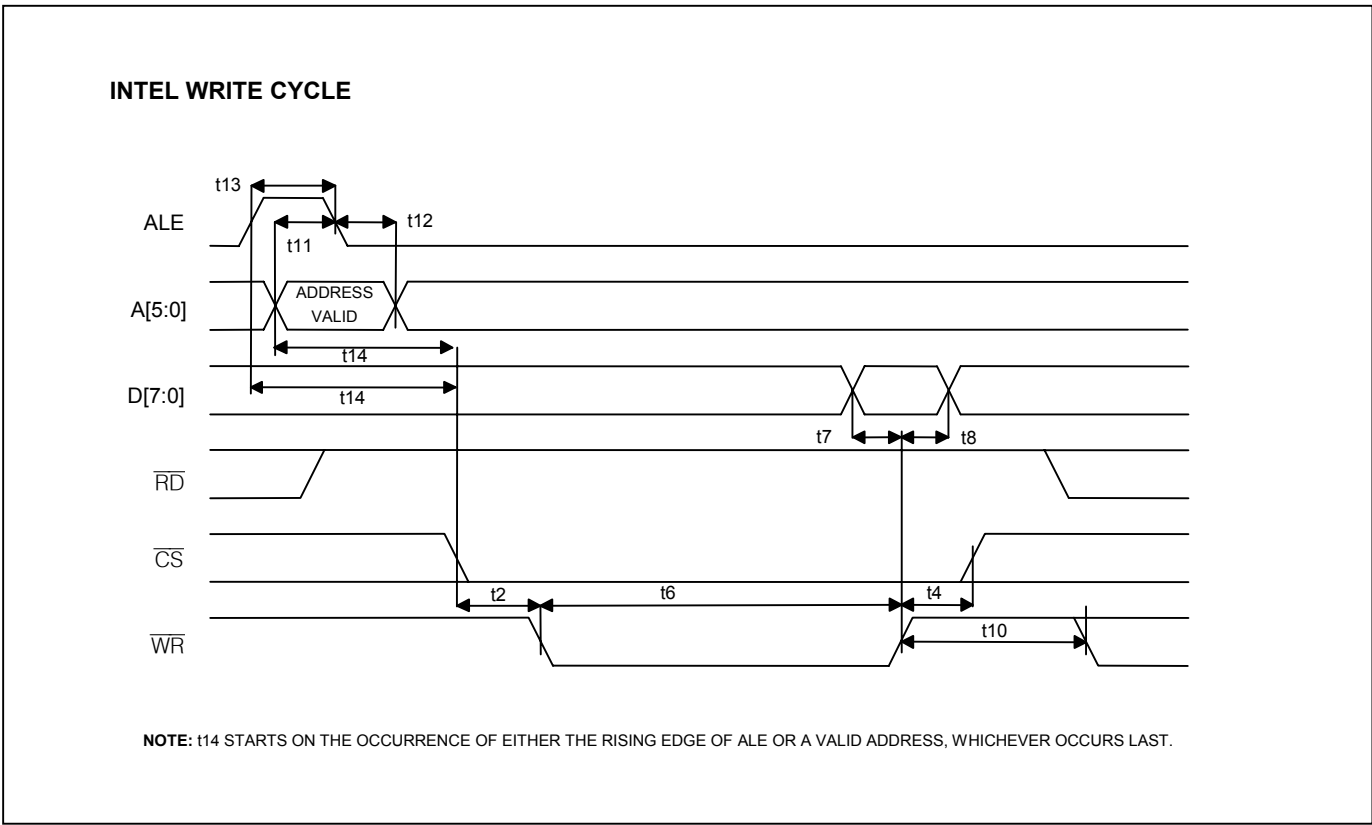 INTEL WRITE CYCLE
t13
ALE
t12
t11
ADDRESS
VALID
A[5:0]
t14
D[7:0]
t14
t7
t8
RD
CS
t2
t6
t4
WR
t10
NOTE: t14 STARTS ON THE OCCURRENCE OF EITHER THE RISING EDGE OF ALE OR A VALID ADDRESS, WHICHEVER OCCURS LAST.